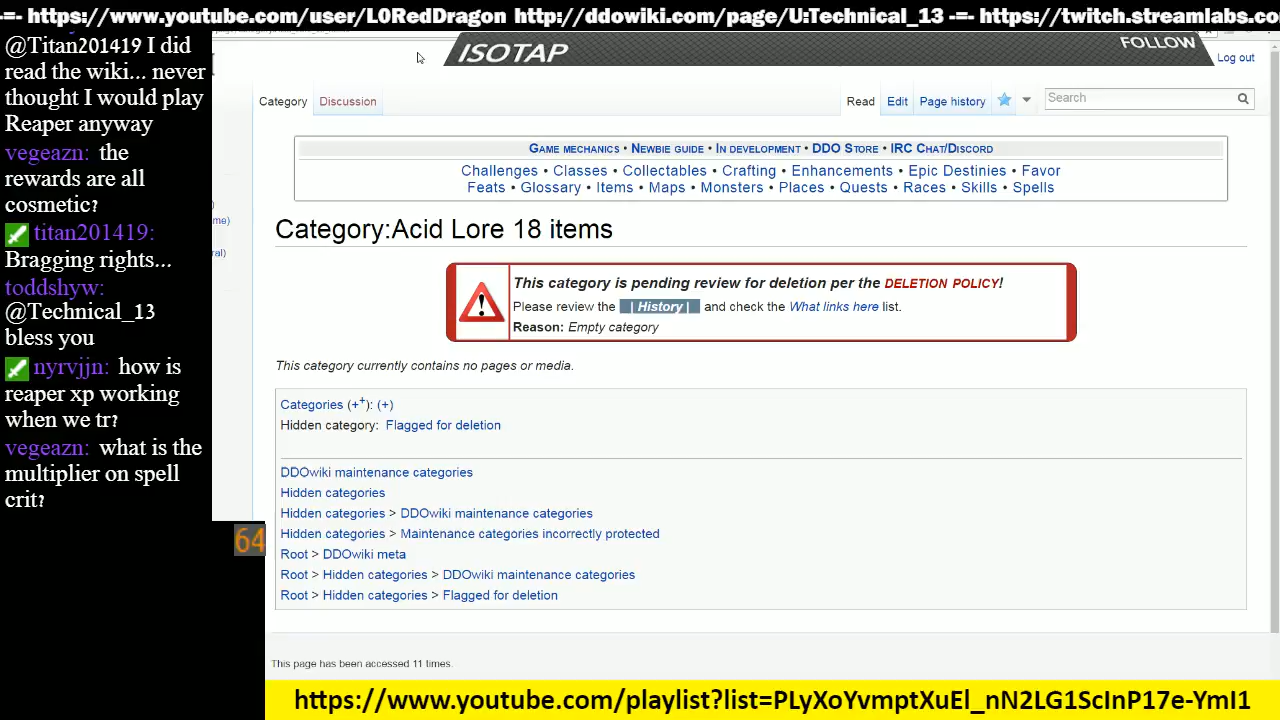 -=- https://www.youtube.com/user/L0RedDragon http://ddowiki.com/page/U:Technical_13 -=- https://twitch.streamlabs.co
@Titan201419 I did
read the wiki... never
thought I would play
Reaper anyway
vegeazn: the
rewards are all
cosmetic?
titan201419:
Bragging rights...
toddshyw:
@Technical_13
bless you
nyrvjjn: how is
reaper xp working
when we tr?
vegeazn: what is the
multiplier on spell
crit?
64
ISOTAP
FOLLOW
Log out
Category Discussion
Read Edit Page history Search
Game mechanics • Newbie guide • In development • DDO Store • IRC Chat/Discord
Challenges • Classes • Collectables • Crafting • Enhancements • Epic Destinies • Favor
Feats • Glossary • Items • Maps • Monsters • Places • Quests • Races • Skills • Spells
Category:Acid Lore 18 items
This category is pending review for deletion per the DELETION POLICY!
Please review the | History | and check the What links here list.
Reason: Empty category
This category currently contains no pages or media.
Categories (+⁺): (+)
Hidden category: Flagged for deletion
DDOwiki maintenance categories
Hidden categories
Hidden categories > DDOwiki maintenance categories
Hidden categories > Maintenance categories incorrectly protected
Root > DDOwiki meta
Root > Hidden categories > DDOwiki maintenance categories
Root > Hidden categories > Flagged for deletion
This page has been accessed 11 times.
https://www.youtube.com/playlist?list=PLyXoYvmptXuEl_nN2LG1ScInP17e-YmI1